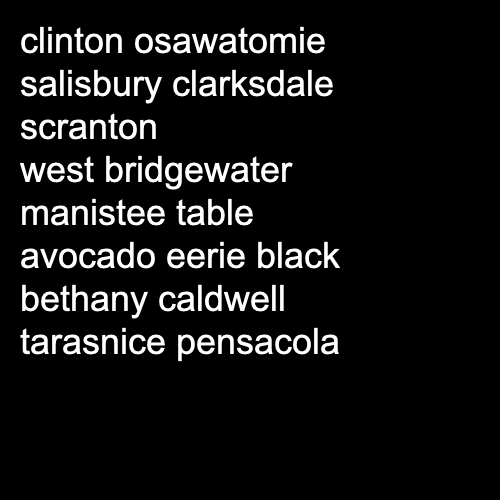 clinton osawatomie
salisbury clarksdale
scranton
west bridgewater
manistee table
avocado eerie black
bethany caldwell
tarasnice pensacola